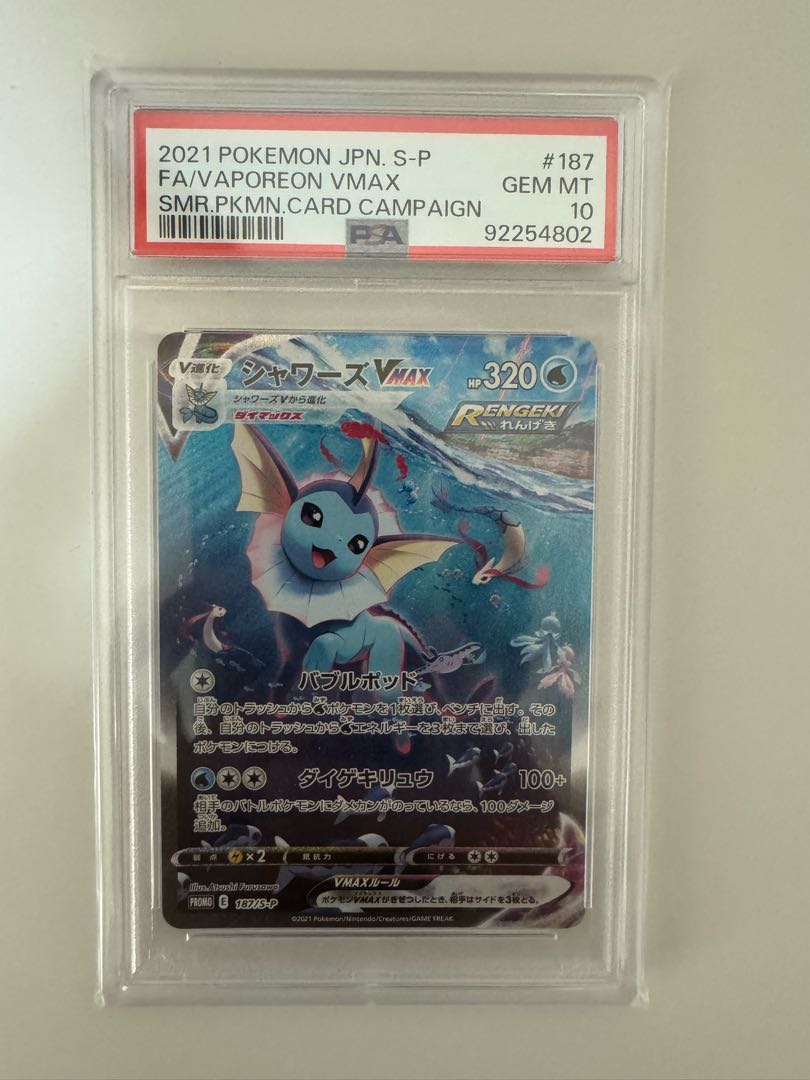 2021 POKEMON JPN. S-P #187
FA/VAPOREON VMAX GEM MT
SMR.PKMN.CARD CAMPAIGN 10
PSA 92254802
V進化 シャワーズVMAX HP320
シャワーズVから進化
ダイマックス
RENGEKI
れんげき
バブルポッド
自分のトラッシュからポケモンを1枚選び、ベンチに出す。その
後、自分のトラッシュからエネルギーを3枚まで選び、出した
ポケモンにつける。
ダイゲキリュウ 100+
相手のバトルポケモンにダメカンがのっているなら、100ダメージ
追加。
弱点 ×2 抵抗力 にげる
Illus. Atsushi Furusawa
VMAXルール
ポケモンVMAXがきぜつしたとき、相手はサイドを3枚とる。
PROMO E 187/S-P
©2021 Pokémon/Nintendo/Creatures/GAME FREAK.